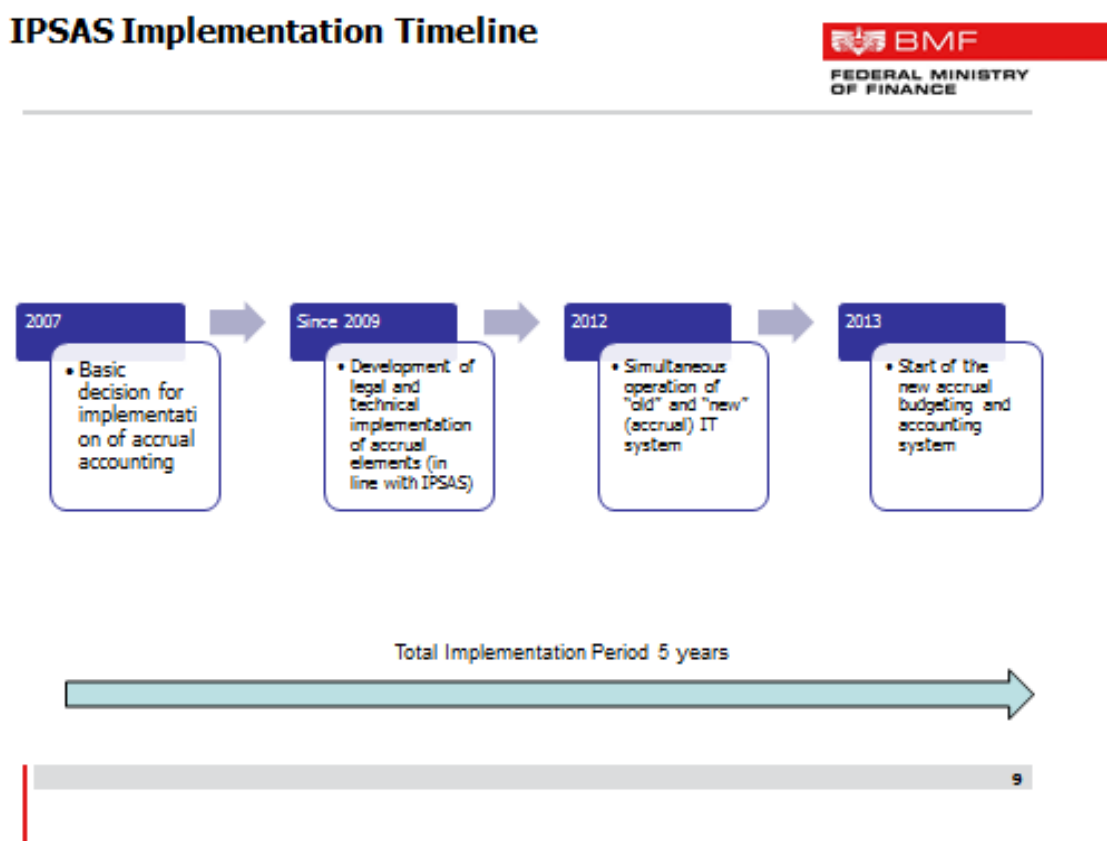 IPSAS Implementation Timeline
BMF
FEDERAL MINISTRY
OF FINANCE
2007
• Basic
decision for
implementati
on of accrual
accounting
Since 2009
• Development of
legal and
technical
implementation
of accrual
elements (in
line with IPSAS)
2012
• Simultaneous
operation of
"old" and "new"
(accrual) IT
system
2013
• Start of the
new accrual
budgeting and
accounting
system
Total Implementation Period 5 years
9